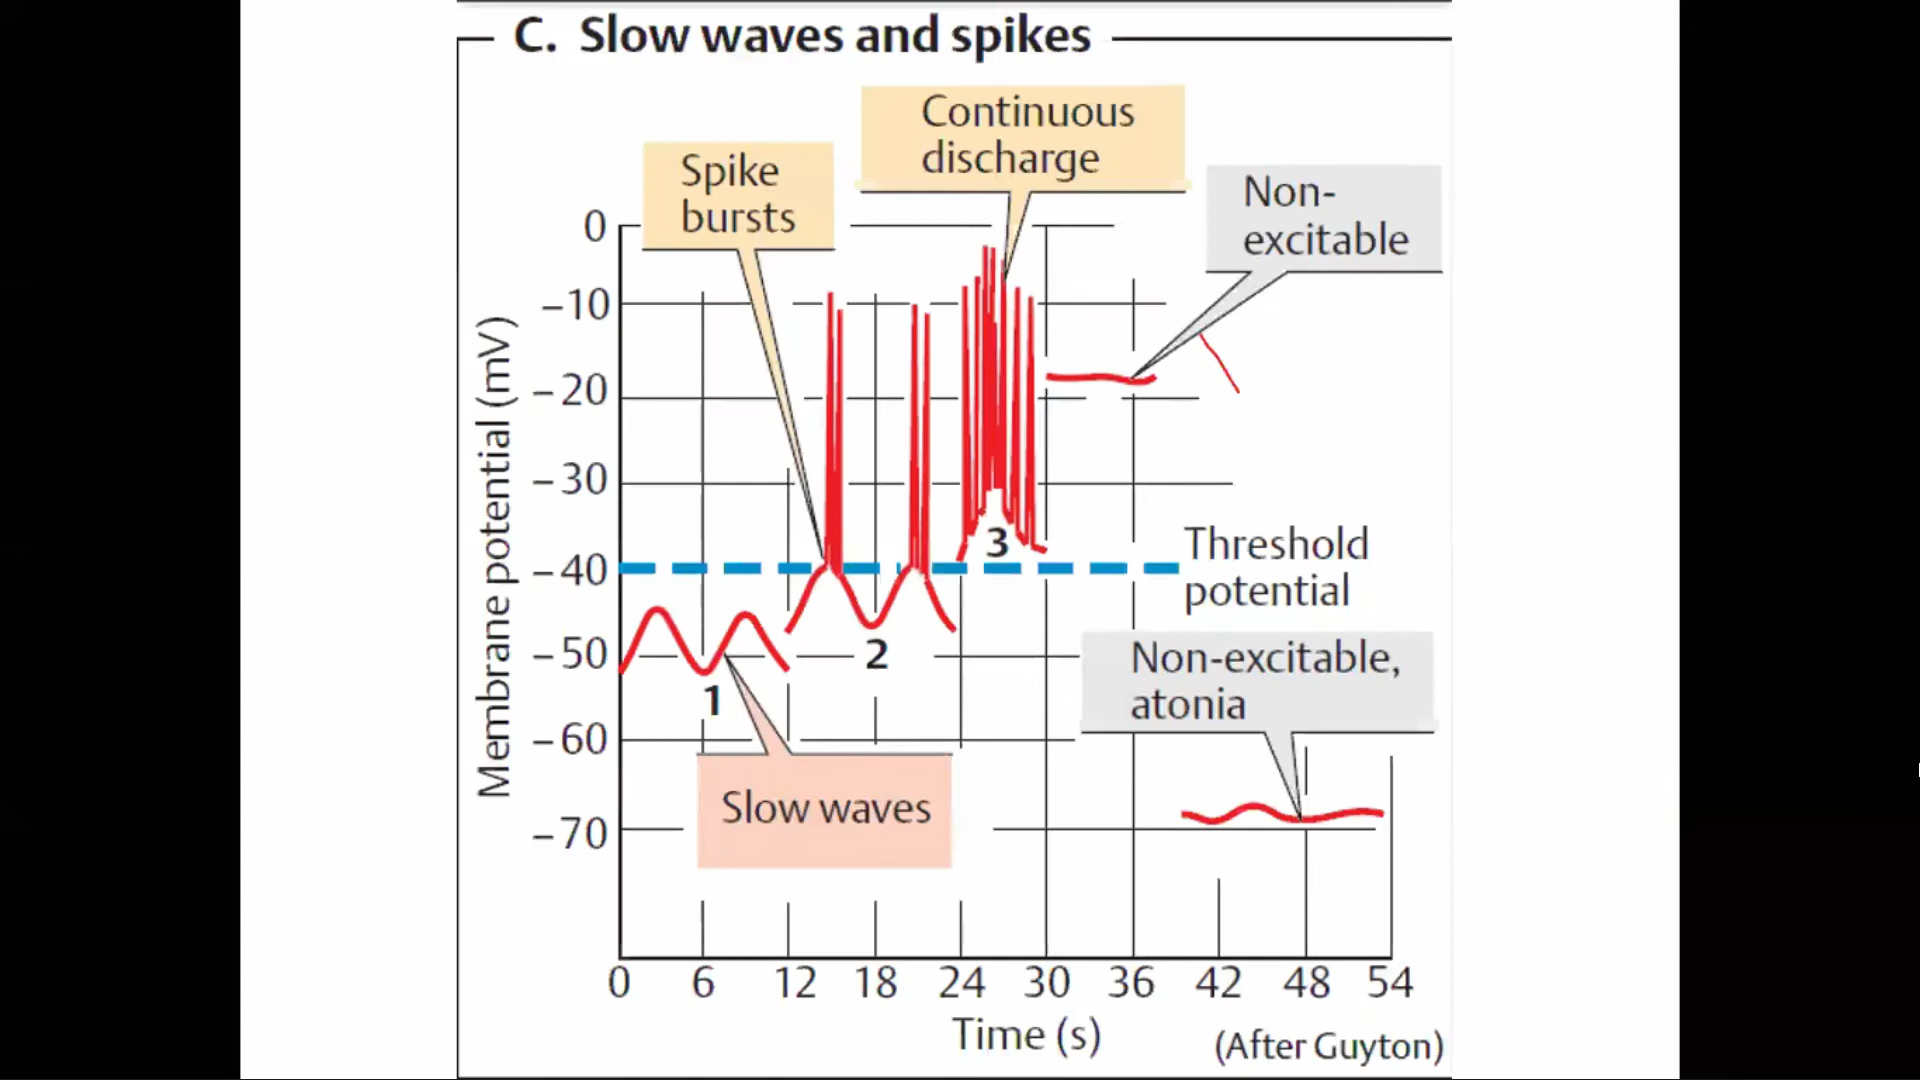 C. Slow waves and spikes
Continuous
discharge
Spike
bursts
Non-
excitable
0
–10
–20
–30
–40
–50
–60
–70
Membrane potential (mV)
3
Threshold
potential
2
1
Non-excitable,
atonia
Slow waves
0 6 12 18 24 30 36 42 48 54
Time (s)
(After Guyton)